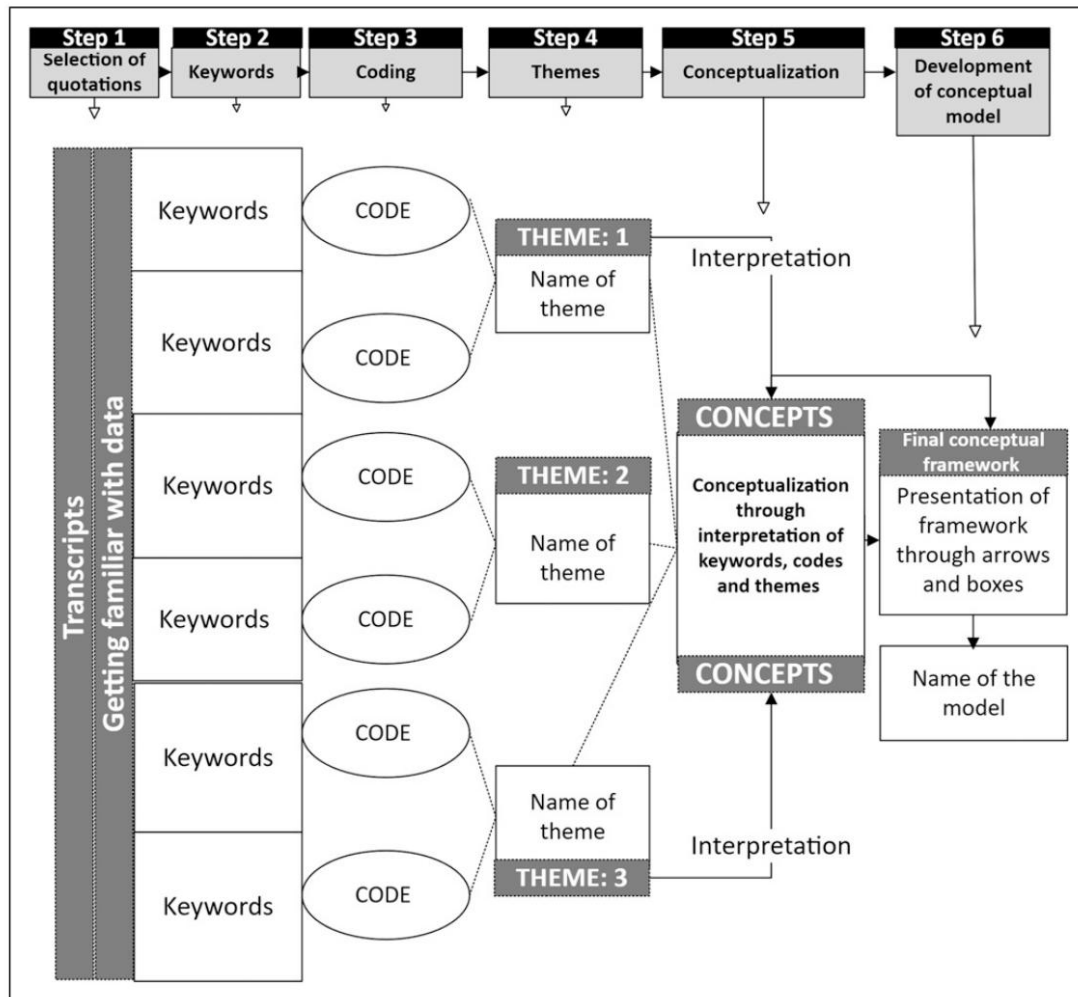 Step 1
Selection of
quotations
Step 2
Keywords
Step 3
Coding
Step 4
Themes
Step 5
Conceptualization
Step 6
Development
of conceptual
model
Transcripts
Getting familiar with data
Keywords
Keywords
Keywords
Keywords
Keywords
Keywords
CODE
CODE
CODE
CODE
CODE
CODE
THEME: 1
Name of
theme
THEME: 2
Name of
theme
Name of
theme
THEME: 3
Interpretation
CONCEPTS
Conceptualization
through
interpretation of
keywords, codes
and themes
CONCEPTS
Interpretation
Final conceptual
framework
Presentation of
framework
through arrows
and boxes
Name of the
model